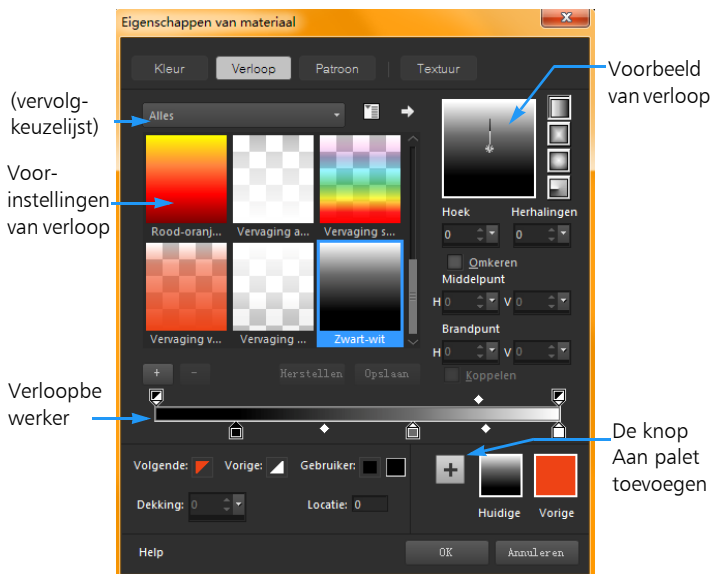 Eigenschappen van materiaal
x
Kleur Verloop Patroon Textuur
(vervolg-
keuzelijst)
Alles
Voorbeeld
van verloop
Voor-
instellingen
van verloop
Rood-oranj... Vervaging a... Vervaging s...
Hoek Herhalingen
0 0
Omkeren
Middelpunt
H 0 V 0
Brandpunt
H 0 V 0
Vervaging v... Vervaging ... Zwart-wit
+ - Herstellen Opslaan Koppelen
Verloopbe
werker
De knop
Aan palet
toevoegen
Volgende: Vorige: Gebruiker:
Dekking: 0 Locatie: 0
+
Huidige Vorige
Help OK Annuleren